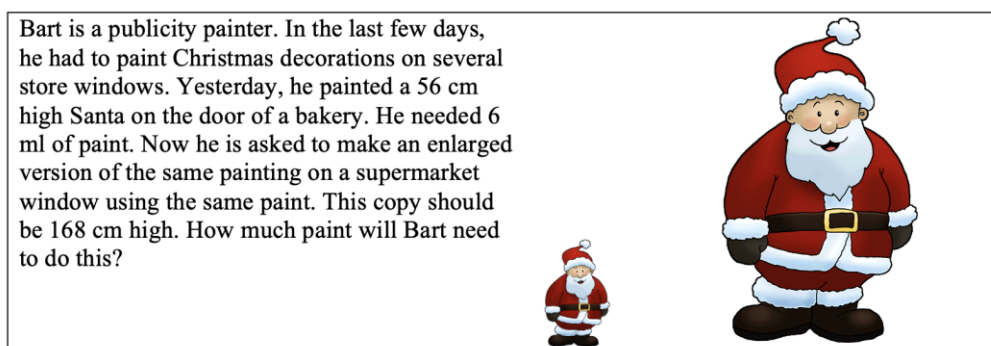 Bart is a publicity painter. In the last few days,
he had to paint Christmas decorations on several
store windows. Yesterday, he painted a 56 cm
high Santa on the door of a bakery. He needed 6
ml of paint. Now he is asked to make an enlarged
version of the same painting on a supermarket
window using the same paint. This copy should
be 168 cm high. How much paint will Bart need
to do this?